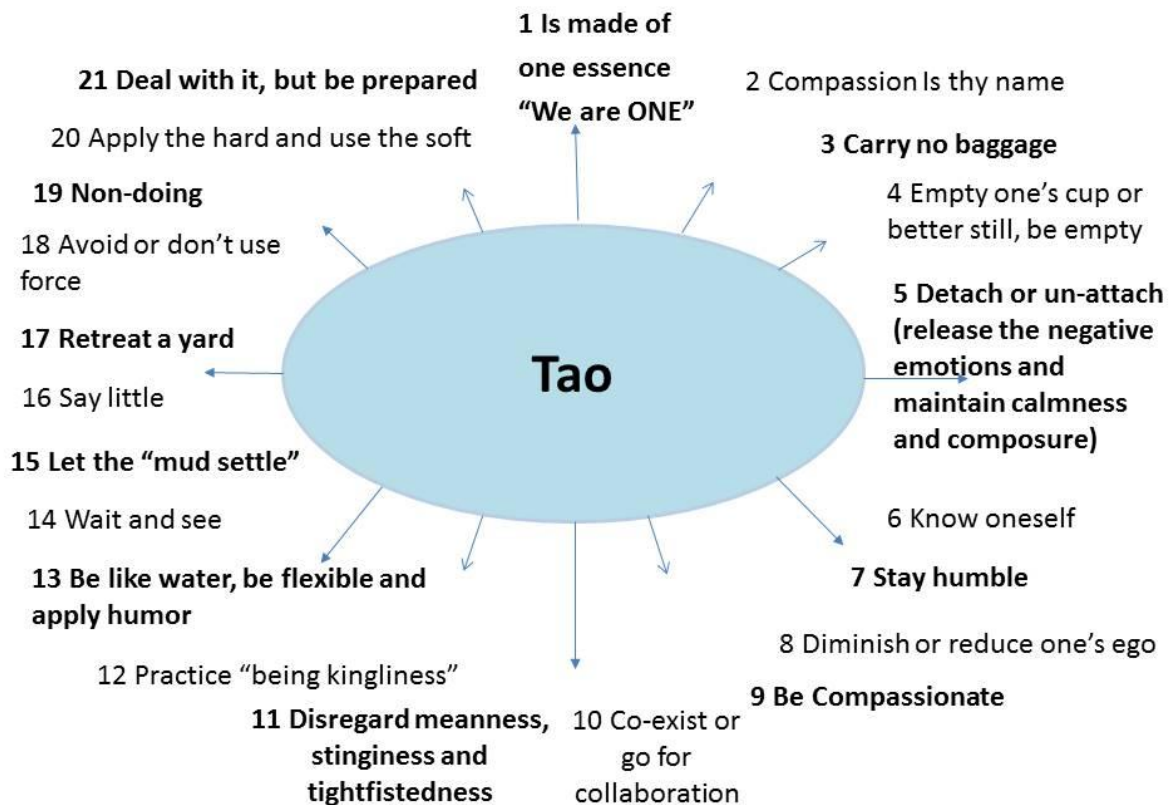 1 Is made of
one essence
“We are ONE”
2 Compassion Is thy name
3 Carry no baggage
4 Empty one’s cup or
better still, be empty
5 Detach or un-attach
(release the negative
emotions and
maintain calmness
and composure)
6 Know oneself
7 Stay humble
8 Diminish or reduce one’s ego
9 Be Compassionate
10 Co-exist or
go for
collaboration
11 Disregard meanness,
stinginess and
tightfistedness
12 Practice “being kingliness”
13 Be like water, be flexible and
apply humor
14 Wait and see
15 Let the “mud settle”
16 Say little
17 Retreat a yard
18 Avoid or don’t use
force
19 Non-doing
20 Apply the hard and use the soft
21 Deal with it, but be prepared
Tao